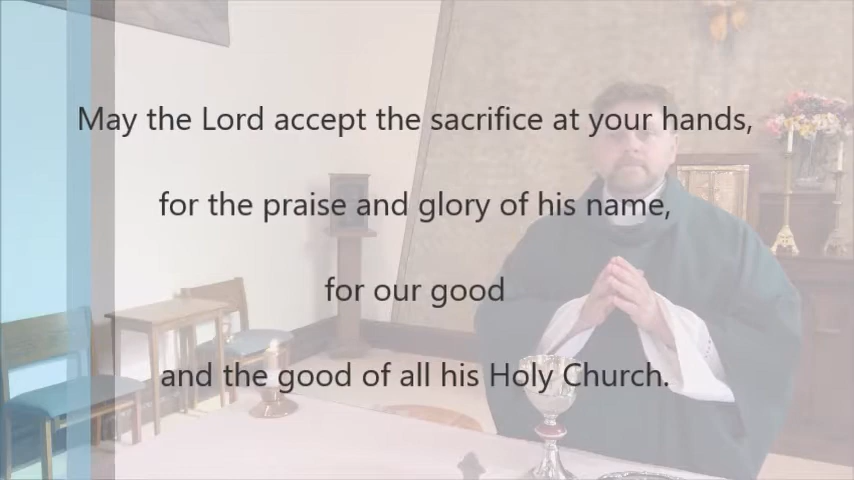 May the Lord accept the sacrifice at your hands,
for the praise and glory of his name,
for our good
and the good of all his Holy Church.